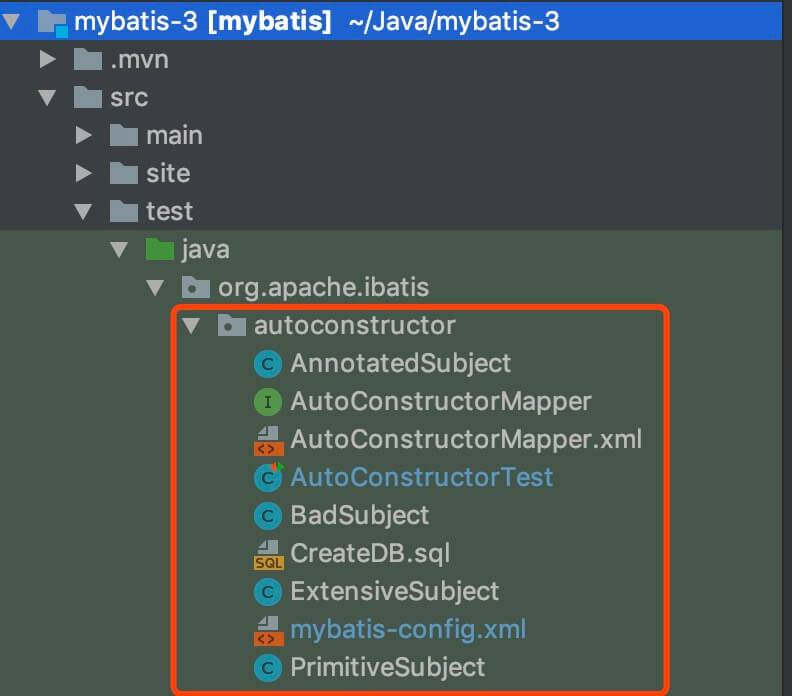 mybatis-3 [mybatis] ~/Java/mybatis-3
.mvn
src
main
site
test
java
org.apache.ibatis
autoconstructor
C AnnotatedSubject
I AutoConstructorMapper
<> AutoConstructorMapper.xml
C AutoConstructorTest
C BadSubject
SQL CreateDB.sql
C ExtensiveSubject
<> mybatis-config.xml
C PrimitiveSubject